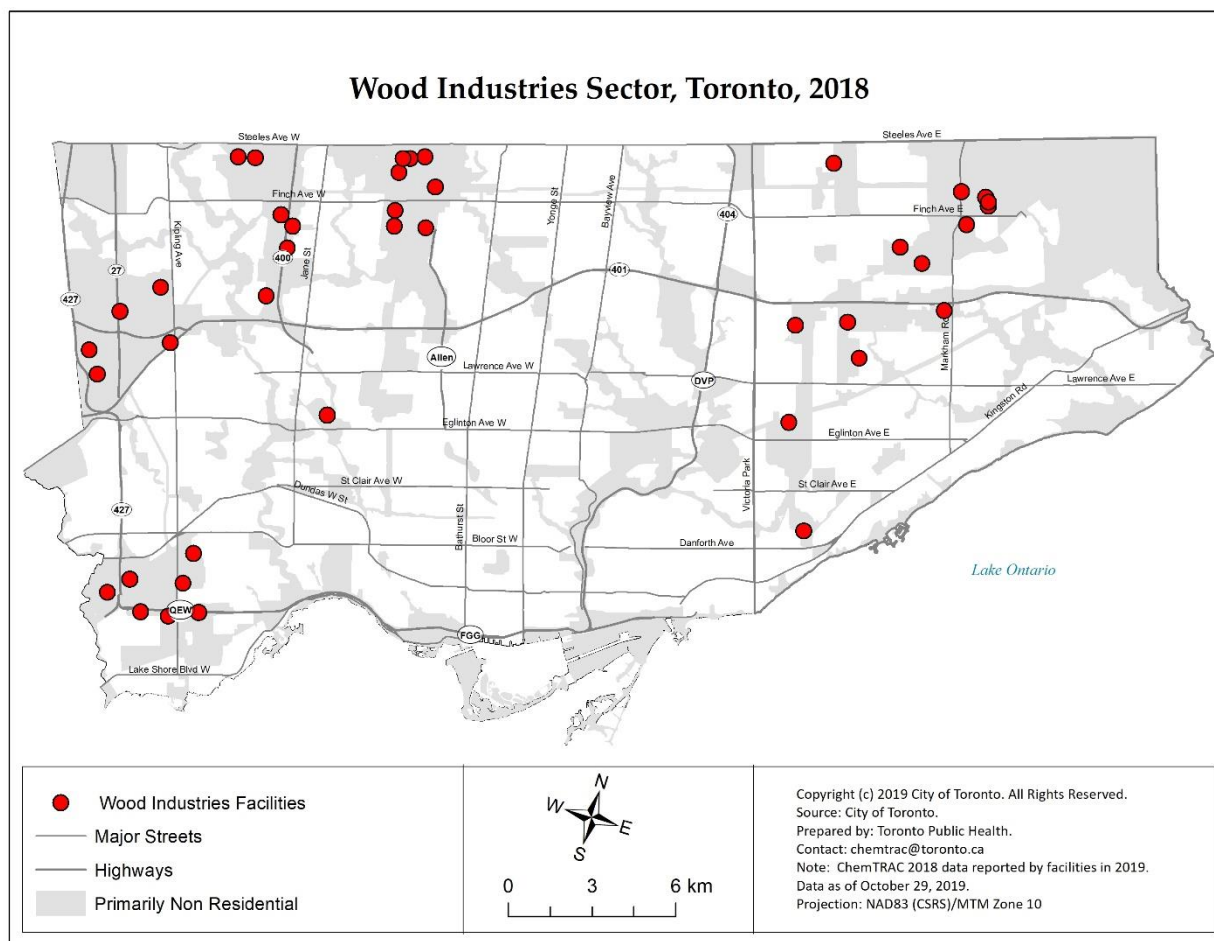 Wood Industries Sector, Toronto, 2018
Steeles Ave W
Steeles Ave E
Finch Ave W
Finch Ave E
Kipling Ave
Jane St
Yonge St
Bayview Ave
404
400
401
27
427
Allen
Lawrence Ave W
DVP
Markham Rd
Kingston Rd
Lawrence Ave E
Eglinton Ave W
Eglinton Ave E
Victoria Park
St Clair Ave W
St Clair Ave E
Dundas W St
427
Bathurst St
Bloor St W
Danforth Ave
Lake Ontario
QEW
FGG
Lake Shore Blvd W
Wood Industries Facilities
Major Streets
Highways
Primarily Non Residential
N
W
E
S
0 3 6 km
Copyright (c) 2019 City of Toronto. All Rights Reserved.
Source: City of Toronto.
Prepared by: Toronto Public Health.
Contact: chemtrac@toronto.ca
Note: ChemTRAC 2018 data reported by facilities in 2019.
Data as of October 29, 2019.
Projection: NAD83 (CSRS)/MTM Zone 10